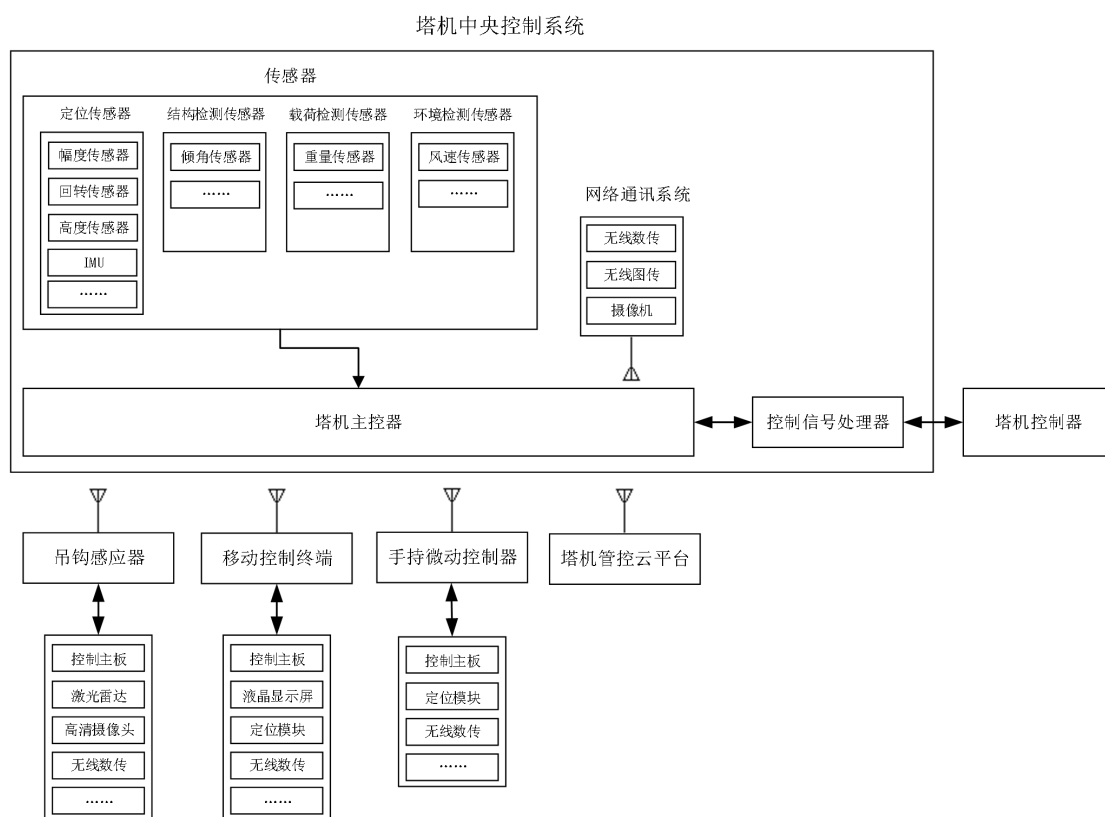 塔机中央控制系统
传感器
定位传感器
幅度传感器
回转传感器
高度传感器
IMU
……
结构检测传感器
倾角传感器
……
载荷检测传感器
重量传感器
……
环境检测传感器
风速传感器
……
网络通讯系统
无线数传
无线图传
摄像机
塔机主控器
控制信号处理器
塔机控制器
吊钩感应器
控制主板
激光雷达
高清摄像头
无线数传
……
移动控制终端
控制主板
液晶显示屏
定位模块
无线数传
……
手持微动控制器
控制主板
定位模块
无线数传
……
塔机管控云平台